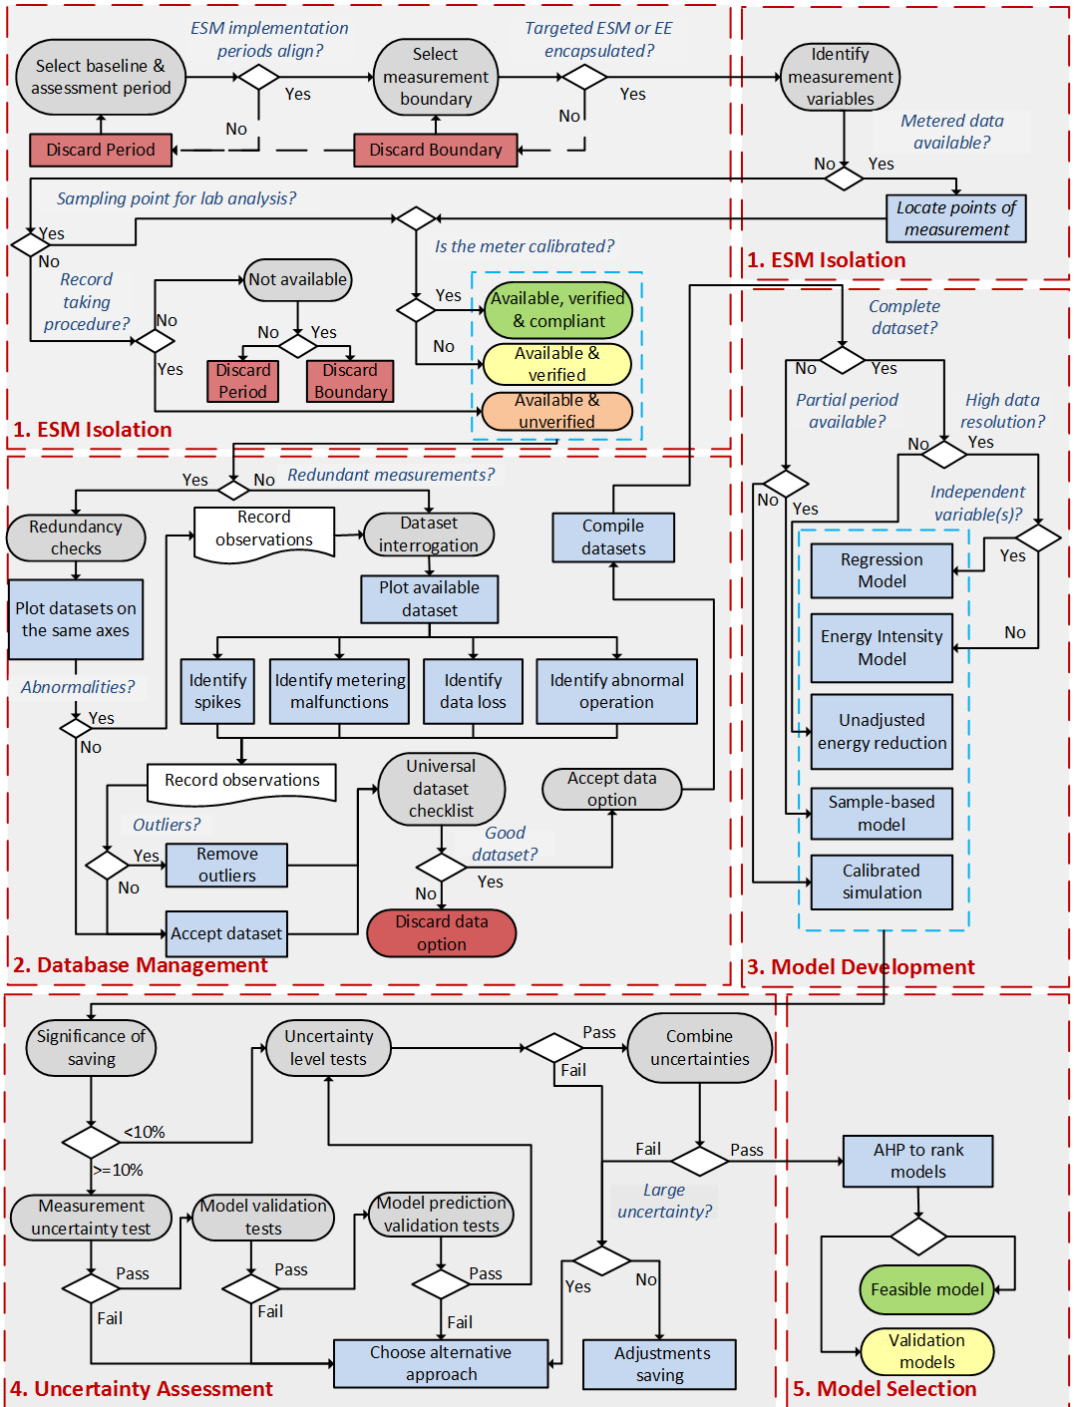 ESM implementation
periods align?
Targeted ESM or EE
encapsulated?
Select baseline &
assessment period
Yes
No
Select
measurement
boundary
Yes
No
Identify
measurement
variables
Discard Period
Discard Boundary
Metered data
available?
No
Yes
Sampling point for lab analysis?
Locate points of
measurement
Yes
No
Is the meter calibrated?
1. ESM Isolation
Record
taking
procedure?
Not available
No
Yes
No
Yes
Discard
Period
Discard
Boundary
Yes
No
Available, verified
& compliant
Available &
verified
Available &
unverified
1. ESM Isolation
Complete
dataset?
No
Yes
Partial period
available?
High data
resolution?
No
Yes
No
Yes
Independent
variable(s)?
Yes
No
Regression
Model
Energy Intensity
Model
Unadjusted
energy reduction
Sample-based
model
Calibrated
simulation
3. Model Development
Redundant measurements?
Yes
No
Redundancy
checks
Record
observations
Dataset
interrogation
Compile
datasets
Plot datasets on
the same axes
Plot available
dataset
Abnormalities?
Yes
No
Identify
spikes
Identify metering
malfunctions
Identify
data loss
Identify abnormal
operation
Record observations
Universal
dataset
checklist
Accept data
option
Outliers?
Yes
No
Remove
outliers
Good
dataset?
Yes
No
Accept dataset
Discard data
option
2. Database Management
Significance of
saving
Uncertainty
level tests
Pass
Fail
Combine
uncertainties
<10%
>=10%
Fail
Pass
Large
uncertainty?
Measurement
uncertainty test
Model validation
tests
Model prediction
validation tests
Pass
Fail
Pass
Fail
Pass
Fail
Yes
No
Choose alternative
approach
Adjustments
saving
4. Uncertainty Assessment
AHP to rank
models
Feasible model
Validation
models
5. Model Selection